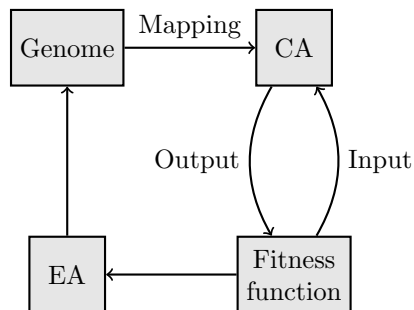 Genome
Mapping
CA
Output
Input
EA
Fitness
function